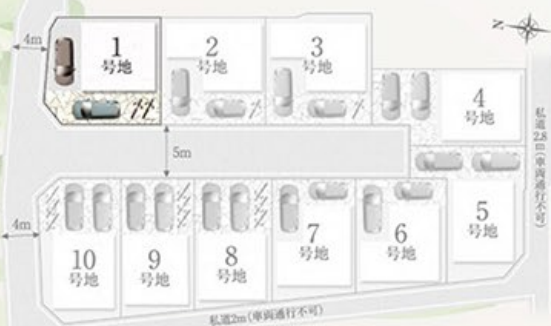 4m
1
号地
2
号地
3
号地
N
4
号地
私道2.8m(車両通行不可)
5m
4m
10
号地
9
号地
8
号地
7
号地
6
号地
5
号地
私道2m(車両通行不可)